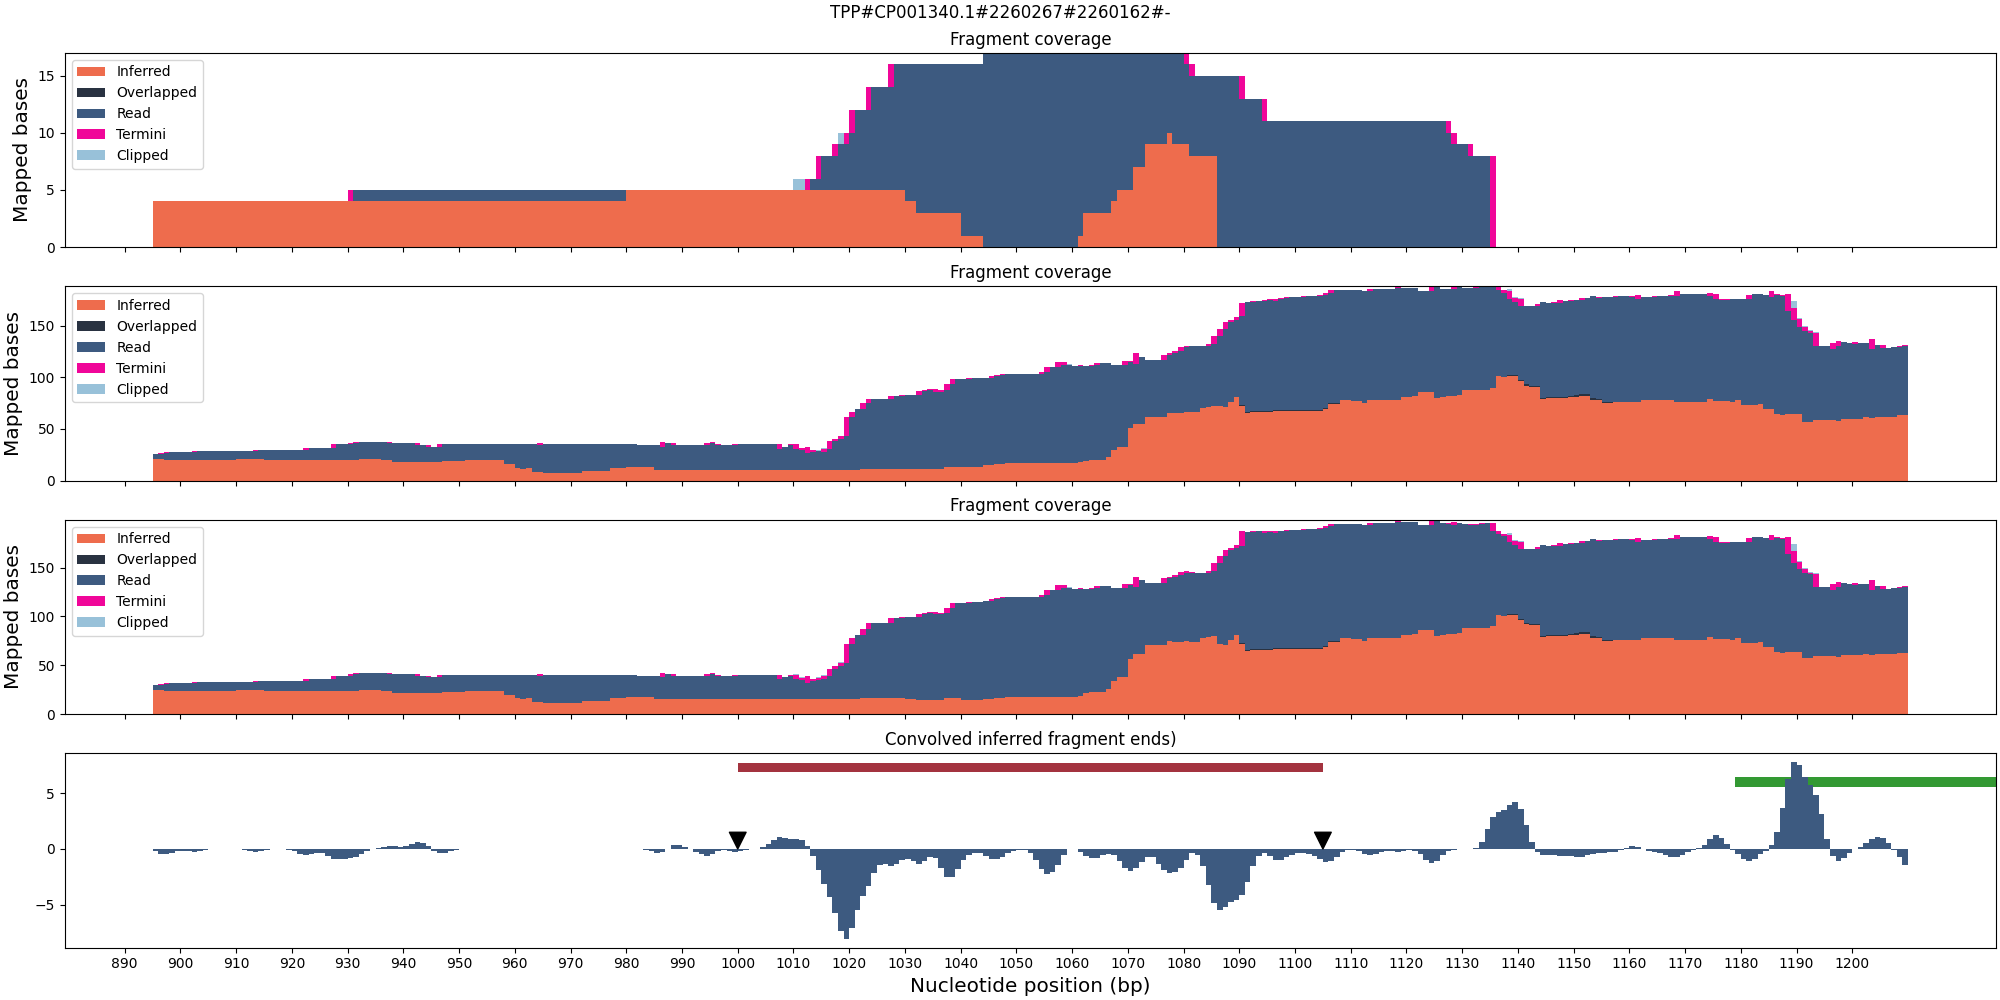 TPP#CP001340.1#2260267#2260162#-
Fragment coverage
Mapped bases
15
10
5
0
Inferred
Overlapped
Read
Termini
Clipped
Fragment coverage
Mapped bases
150
100
50
0
Inferred
Overlapped
Read
Termini
Clipped
Fragment coverage
Mapped bases
150
100
50
0
Inferred
Overlapped
Read
Termini
Clipped
Convolved inferred fragment ends)
5
0
−5
890 900 910 920 930 940 950 960 970 980 990 1000 1010 1020 1030 1040 1050 1060 1070 1080 1090 1100 1110 1120 1130 1140 1150 1160 1170 1180 1190 1200
Nucleotide position (bp)